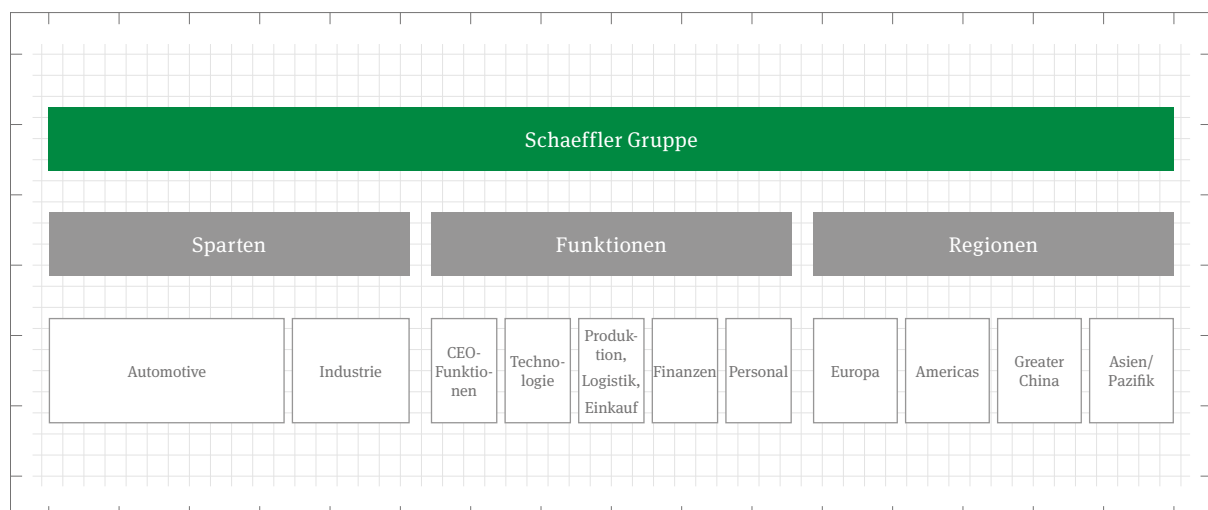 Schaeffler Gruppe
Sparten
Funktionen
Regionen
Automotive
Industrie
CEO-
Funktio-
nen
Techno-
logie
Produk-
tion,
Logistik,
Einkauf
Finanzen
Personal
Europa
Americas
Greater
China
Asien/
Pazifik